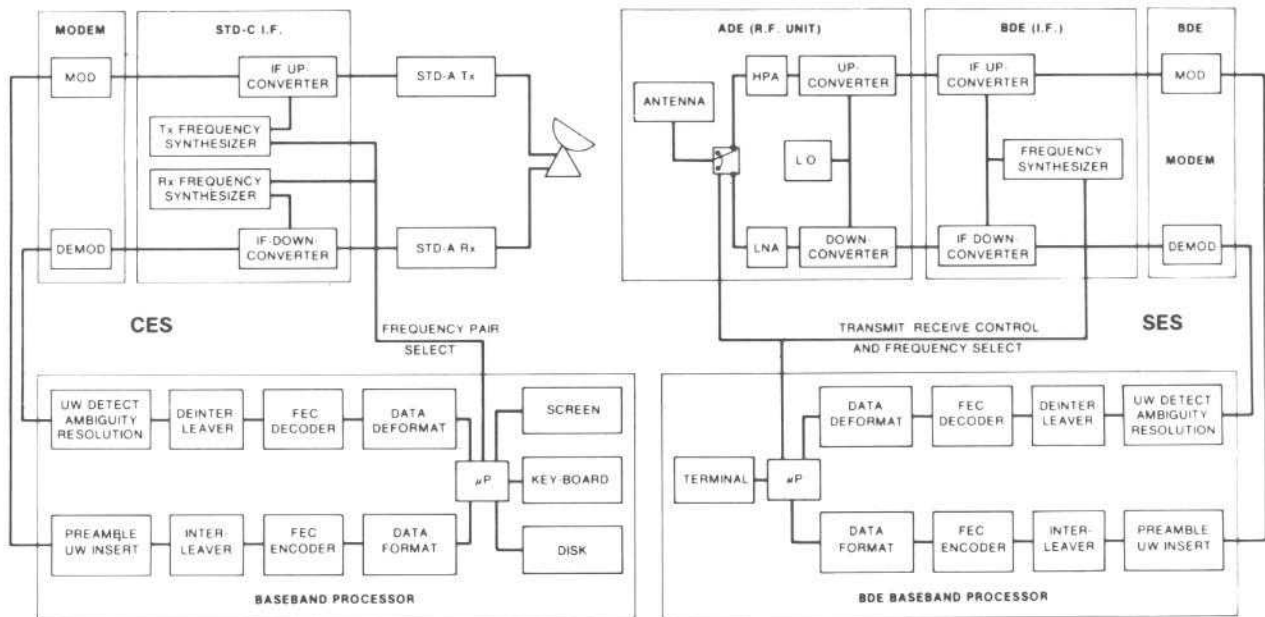 MODEM
STD-C I.F.
MOD
IF UP-
CONVERTER
STD-A Tx
Tx FREQUENCY
SYNTHESIZER
Rx FREQUENCY
SYNTHESIZER
DEMOD
IF-DOWN-
CONVERTER
STD-A Rx
CES
FREQUENCY PAIR
SELECT
UW DETECT
AMBIGUITY
RESOLUTION
DEINTER
LEAVER
FEC
DECODER
DATA
DEFORMAT
SCREEN
μP
KEY-BOARD
PREAMBLE
UW INSERT
INTER-
LEAVER
FEC
ENCODER
DATA
FORMAT
DISK
BASEBAND PROCESSOR
ADE (R.F. UNIT)
BDE (I.F.)
BDE
ANTENNA
HPA
UP-
CONVERTER
IF UP-
CONVERTER
MOD
L O
FREQUENCY
SYNTHESIZER
MODEM
LNA
DOWN-
CONVERTER
IF DOWN-
CONVERTER
DEMOD
TRANSMIT RECEIVE CONTROL
AND FREQUENCY SELECT
SES
DATA
DEFORMAT
FEC
DECODER
DEINTER
LEAVER
UW DETECT
AMBIGUITY
RESOLUTION
TERMINAL
μP
DATA
FORMAT
FEC
ENCODER
INTER-
LEAVER
PREAMBLE
UW INSERT
BDE BASEBAND PROCESSOR